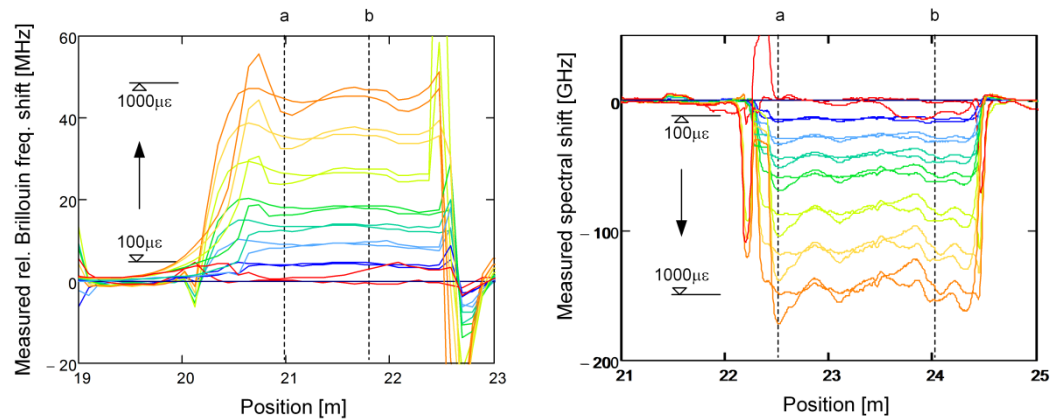 a b
Measured rel. Brillouin freq. shift [MHz]
60
40
20
0
−20
1000με
100με
19 20 21 22 23
Position [m]
a b
Measured spectral shift [GHz]
0
−100
−200
100με
1000με
21 22 23 24 25
Position [m]